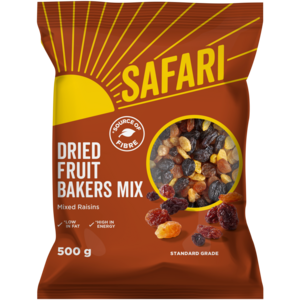 SAFARI
SOURCE OF
FIBRE
DRIED
FRUIT
BAKERS MIX
Mixed Raisins
LOW
IN FAT
HIGH IN
ENERGY
500 g
STANDARD GRADE